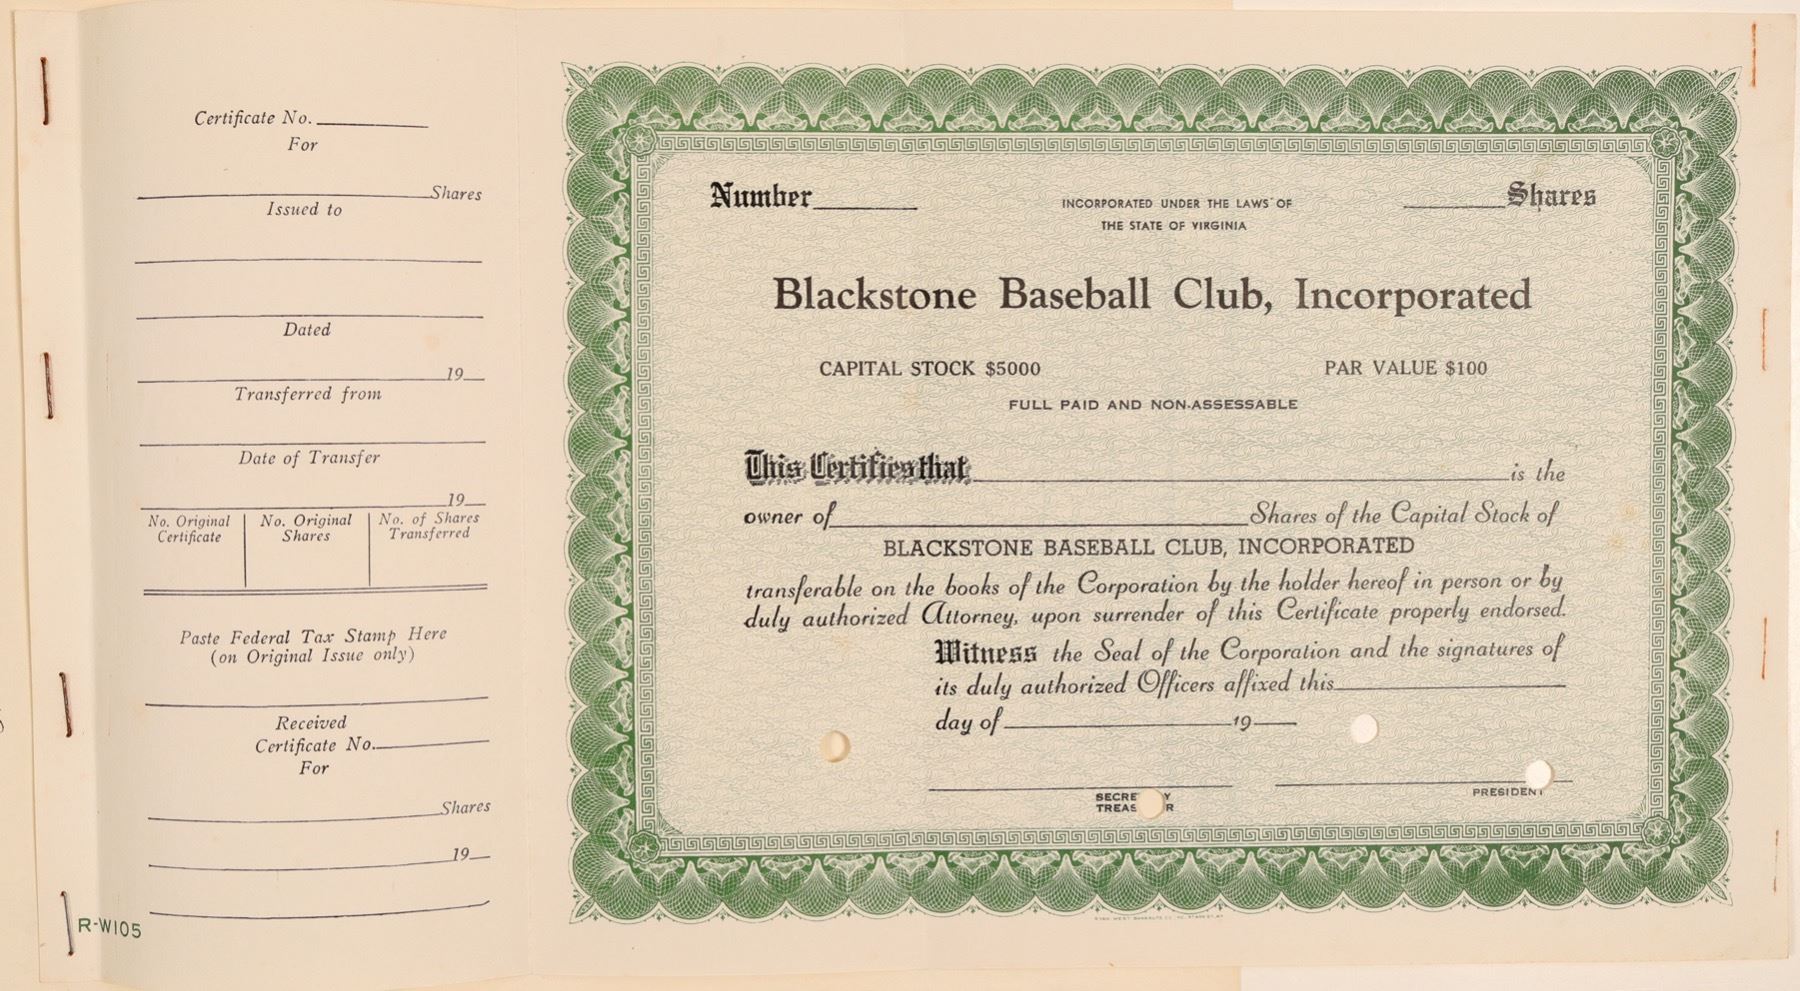 Certificate No.
For
Shares
Issued to
Dated
19
Transferred from
Date of Transfer
19
No. Original Certificate
No. Original Shares
No. of Shares Transferred
Paste Federal Tax Stamp Here
(on Original Issue only)
Received
Certificate No.
For
Shares
19
R-W105
Number
INCORPORATED UNDER THE LAWS OF
THE STATE OF VIRGINIA
Shares
Blackstone Baseball Club, Incorporated
CAPITAL STOCK $5000
PAR VALUE $100
FULL PAID AND NON-ASSESSABLE
This Certifies that is the
owner of Shares of the Capital Stock of
BLACKSTONE BASEBALL CLUB, INCORPORATED
transferable on the books of the Corporation by the holder hereof in person or by
duly authorized Attorney, upon surrender of this Certificate properly endorsed.
Witness the Seal of the Corporation and the signatures of
its duly authorized Officers affixed this
day of 19
SECRE Y
TREAS R
PRESIDENT